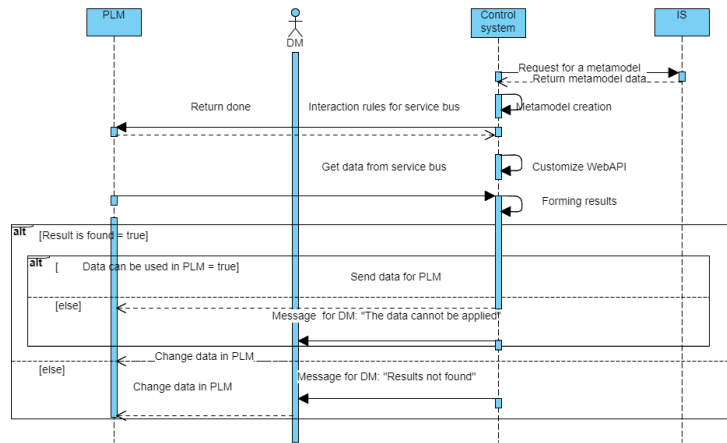 PLM
DM
Control
system
IS
Request for a metamodel
Return metamodel data
Return done
Interaction rules for service bus
Metamodel creation
Get data from service bus
Customize WebAPI
Forming results
alt
[Result is found = true]
alt
[ Data can be used in PLM = true]
Send data for PLM
[else]
Message for DM: "The data cannot be applied"
Change data in PLM
[else]
Message for DM: "Results not found"
Change data in PLM